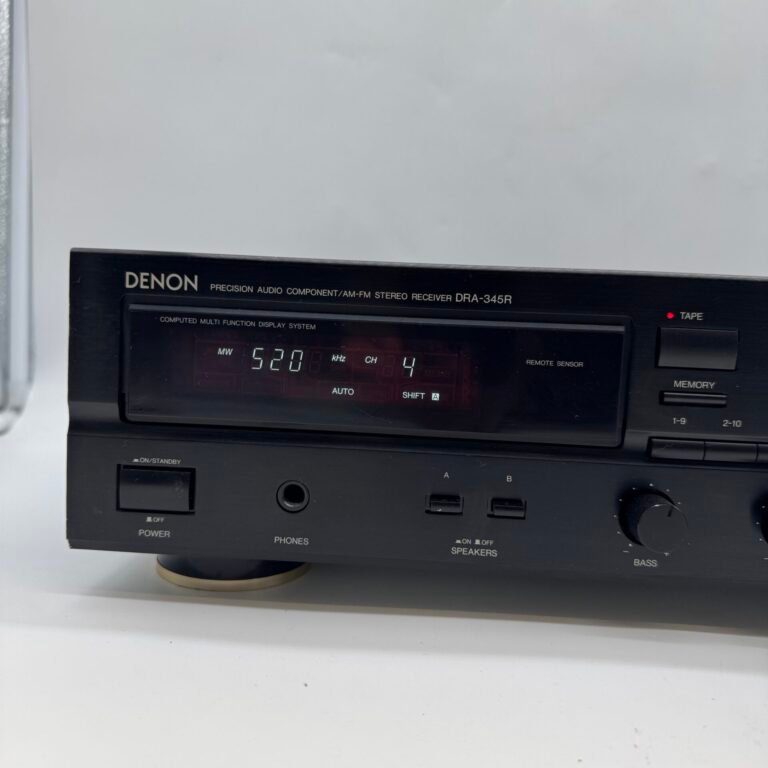 DENON PRECISION AUDIO COMPONENT/AM-FM STEREO RECEIVER DRA-345R
COMPUTED MULTI FUNCTION DISPLAY SYSTEM
MW 520 kHz CH 4
AUTO SHIFT A
REMOTE SENSOR
TAPE
MEMORY
1-9 2-10
ON/STANDBY
OFF
POWER
PHONES
A B
ON OFF
SPEAKERS
BASS
- +